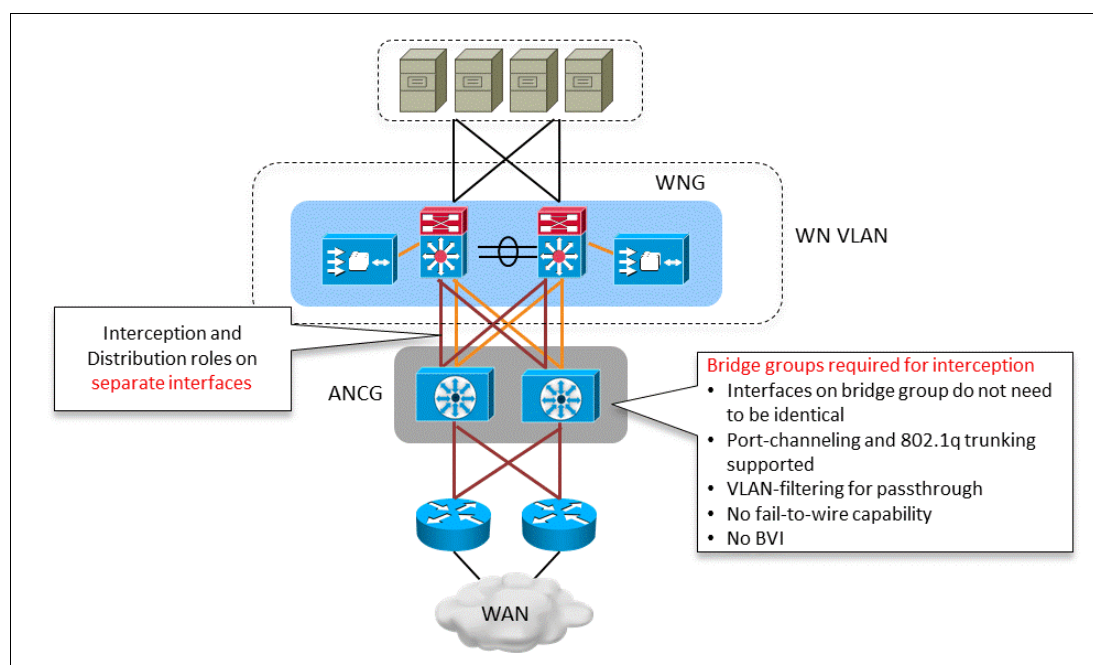 WNG
WN VLAN
Interception and
Distribution roles on
separate interfaces
ANCG
Bridge groups required for interception
• Interfaces on bridge group do not need
to be identical
• Port-channeling and 802.1q trunking
supported
• VLAN-filtering for passthrough
• No fail-to-wire capability
• No BVI
WAN